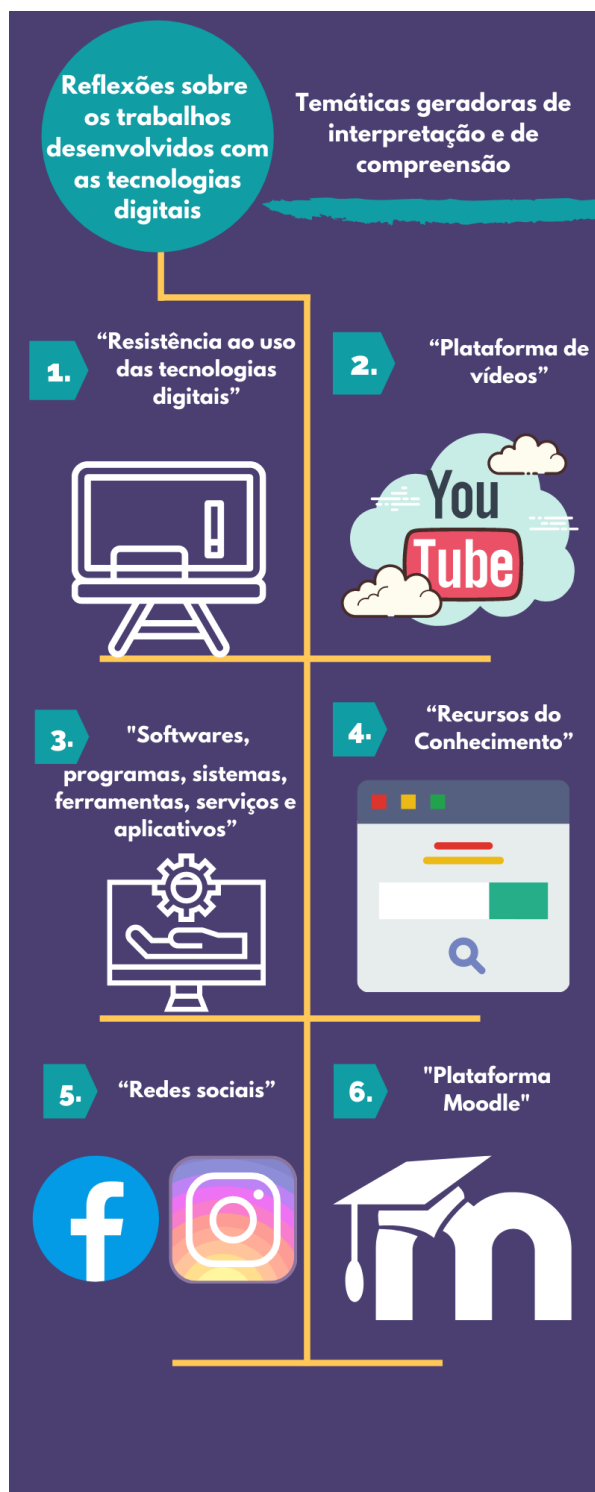 Reflexões sobre
os trabalhos
desenvolvidos com
as tecnologias
digitais
Temáticas geradoras de
interpretação e de
compreensão
1.
“Resistência ao uso
das tecnologias
digitais”
2.
“Plataforma de
vídeos”
You
Tube
3.
"Softwares,
programas, sistemas,
ferramentas, serviços e
aplicativos”
4.
“Recursos do
Conhecimento”
5.
“Redes sociais”
6.
"Plataforma
Moodle"
f
m